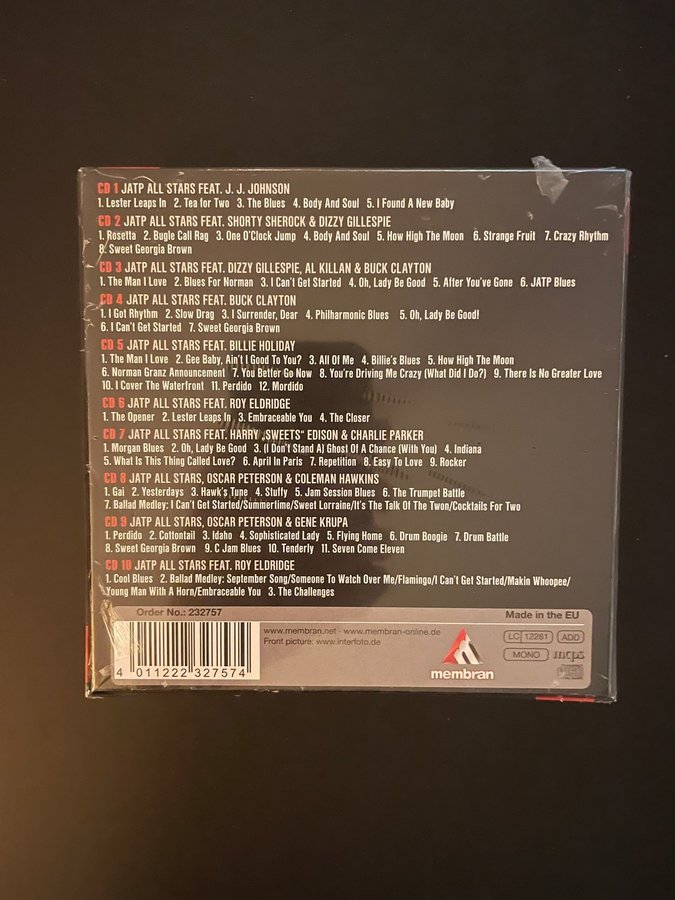 CD 1 JATP ALL STARS FEAT. J. J. JOHNSON
1. Lester Leaps In 2. Tea for Two 3. The Blues 4. Body And Soul 5. I Found A New Baby
CD 2 JATP ALL STARS FEAT. SHORTY SHEROCK & DIZZY GILLESPIE
1. Rosetta 2. Bugle Call Rag 3. One O'Clock Jump 4. Body And Soul 5. How High The Moon 6. Strange Fruit 7. Crazy Rhythm
8. Sweet Georgia Brown
CD 3 JATP ALL STARS FEAT. DIZZY GILLESPIE, AL KILLAN & BUCK CLAYTON
1. The Man I Love 2. Blues For Norman 3. I Can't Get Started 4. Oh, Lady Be Good 5. After You've Gone 6. JATP Blues
CD 4 JATP ALL STARS FEAT. BUCK CLAYTON
1. I Got Rhythm 2. Slow Drag 3. I Surrender, Dear 4. Philharmonic Blues 5. Oh, Lady Be Good!
6. I Can't Get Started 7. Sweet Georgia Brown
CD 5 JATP ALL STARS FEAT. BILLIE HOLIDAY
1. The Man I Love 2. Gee Baby, Ain't I Good To You? 3. All Of Me 4. Billie's Blues 5. How High The Moon
6. Norman Granz Announcement 7. You Better Go Now 8. You're Driving Me Crazy (What Did I Do?) 9. There Is No Greater Love
10. I Cover The Waterfront 11. Perdido 12. Mordido
CD 6 JATP ALL STARS FEAT. ROY ELDRIDGE
1. The Opener 2. Lester Leaps In 3. Embraceable You 4. The Closer
CD 7 JATP ALL STARS FEAT. HARRY „SWEETS“ EDISON & CHARLIE PARKER
1. Morgan Blues 2. Oh, Lady Be Good 3. (I Don't Stand A) Ghost Of A Chance (With You) 4. Indiana
5. What Is This Thing Called Love? 6. April In Paris 7. Repetition 8. Easy To Love 9. Rocker
CD 8 JATP ALL STARS, OSCAR PETERSON & COLEMAN HAWKINS
1. Gai 2. Yesterdays 3. Hawk's Tune 4. Stuffy 5. Jam Session Blues 6. The Trumpet Battle
7. Ballad Medley: I Can't Get Started/Summertime/Sweet Lorraine/It's The Talk Of The Twon/Cocktails For Two
CD 9 JATP ALL STARS, OSCAR PETERSON & GENE KRUPA
1. Perdido 2. Cottontail 3. Idaho 4. Sophisticated Lady 5. Flying Home 6. Drum Boogie 7. Drum Battle
8. Sweet Georgia Brown 9. C Jam Blues 10. Tenderly 11. Seven Come Eleven
CD 10 JATP ALL STARS FEAT. ROY ELDRIDGE
1. Cool Blues 2. Ballad Medley: September Song/Someone To Watch Over Me/Flamingo/I Can't Get Started/Makin Whoopee/
Young Man With A Horn/Embraceable You 3. The Challenges
Order No.: 232757
Made in the EU
www.membran.net · www.membran-online.de
Front picture: www.interfoto.de
LC 12281 ADD
MONO mcps
membran
4 011222 327574